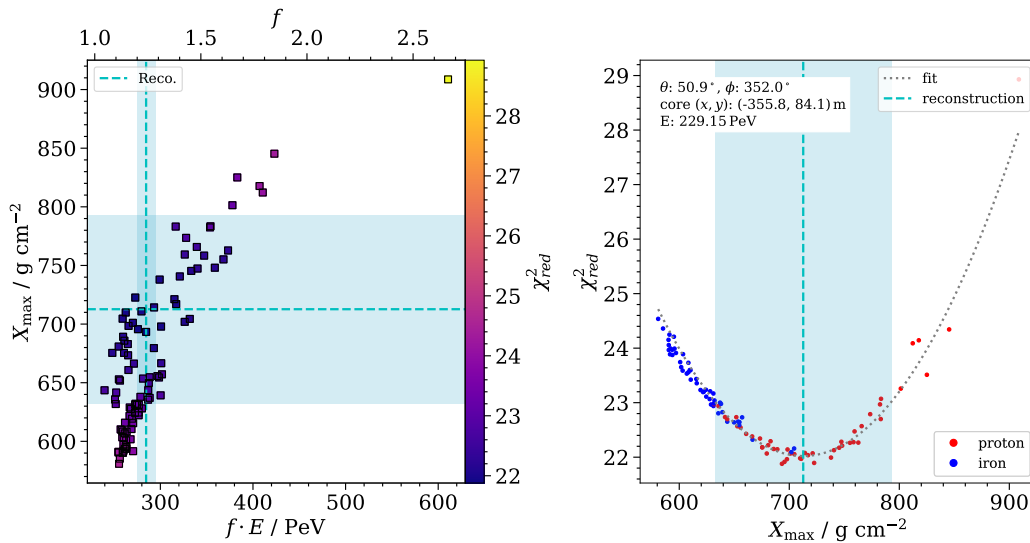 f
1.0 1.5 2.0 2.5
Reco.
900
850
800
750
700
650
600
X_max / g cm⁻²
300 400 500 600
f · E / PeV
28
27
26
25
24
23
22
χ²_red
θ: 50.9°, ϕ: 352.0°
core (x, y): (-355.8, 84.1) m
E: 229.15 PeV
fit
reconstruction
29
28
27
26
25
24
23
22
χ²_red
proton
iron
600 700 800 900
X_max / g cm⁻²